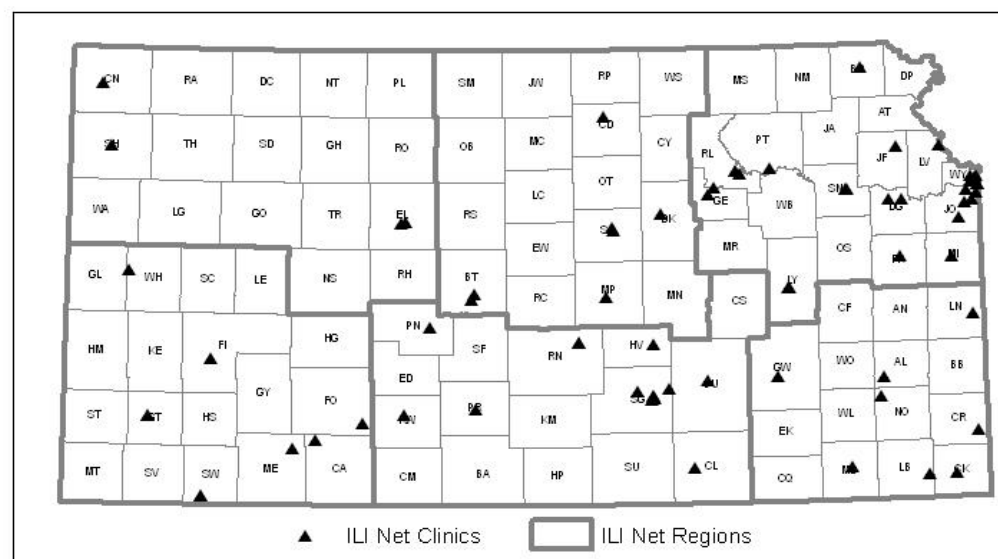 CN RA DC NT PL SM JW RP WS MS NM DP
AT
SH TH SD GH RO OB MC CD CY RL PT JA JF LV
WY
WA LG GO TR EL RS LC OT SA DK GE WB SN DG JO
GL WH SC LE NS RH BT EW RC MP MN MR LY OS MI
CS CF AN LN
HM KE FI HG PN SF RN HV GW WO AL BB
GY ED
ST GT HS FO PR KM SG BU EK WL NO CR
MT SV SW ME CA CM BA HP SU CL CQ LB CK
ILI Net Clinics ILI Net Regions